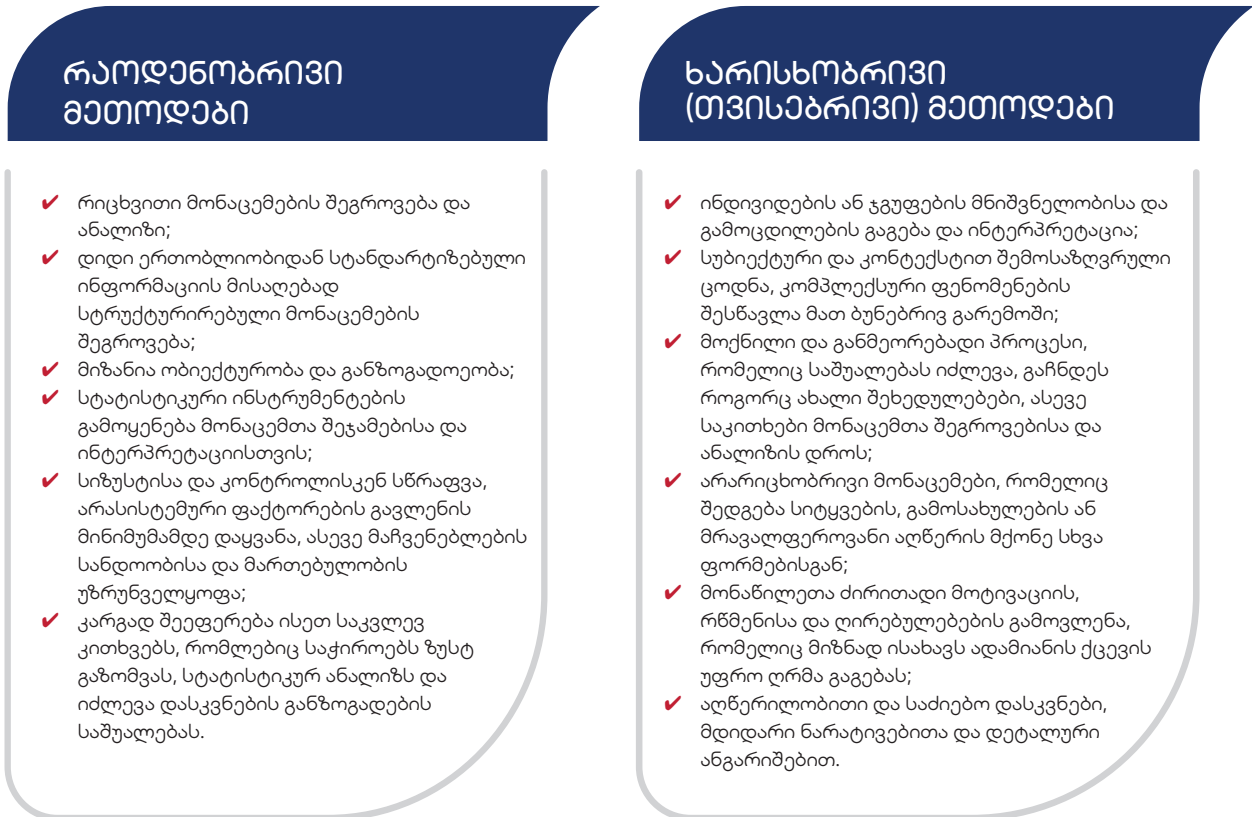 რაოდენობრივი
მეთოდები
რიცხვითი მონაცემების შეგროვება და
ანალიზი;
დიდი ერთობლიობიდან სტანდარტიზებული
ინფორმაციის მისაღებად
სტრუქტურირებული მონაცემების
შეგროვება;
მიზანია ობიექტურობა და განზოგადოეობა;
სტატისტიკური ინსტრუმენტების
გამოყენება მონაცემთა შეჯამებისა და
ინტერპრეტაციისთვის;
სიზუსტისა და კონტროლისკენ სწრაფვა,
არასისტემური ფაქტორების გავლენის
მინიმუმამდე დაყვანა, ასევე მაჩვენებლების
სანდოობისა და მართებულობის
უზრუნველყოფა;
კარგად შეეფერება ისეთ საკვლევ
კითხვებს, რომლებიც საჭიროებს ზუსტ
გაზომვას, სტატისტიკურ ანალიზს და
იძლევა დასკვნების განზოგადების
საშუალებას.
ხარისხობრივი
(თვისებრივი) მეთოდები
ინდივიდების ან ჯგუფების მნიშვნელობისა და
გამოცდილების გაგება და ინტერპრეტაცია;
სუბიექტური და კონტექსტით შემოსაზღვრული
ცოდნა, კომპლექსური ფენომენების
შესწავლა მათ ბუნებრივ გარემოში;
მოქნილი და განმეორებადი პროცესი,
რომელიც საშუალებას იძლევა, გაჩნდეს
როგორც ახალი შეხედულებები, ასევე
საკითხები მონაცემთა შეგროვებისა და
ანალიზის დროს;
არარიცხობრივი მონაცემები, რომელიც
შედგება სიტყვების, გამოსახულების ან
მრავალფეროვანი აღწერის მქონე სხვა
ფორმებისგან;
მონაწილეთა ძირითადი მოტივაციის,
რწმენისა და ღირებულებების გამოვლენა,
რომელიც მიზნად ისახავს ადამიანის ქცევის
უფრო ღრმა გაგებას;
აღწერილობითი და საძიებო დასკვნები,
მდიდარი ნარატივებითა და დეტალური
ანგარიშებით.